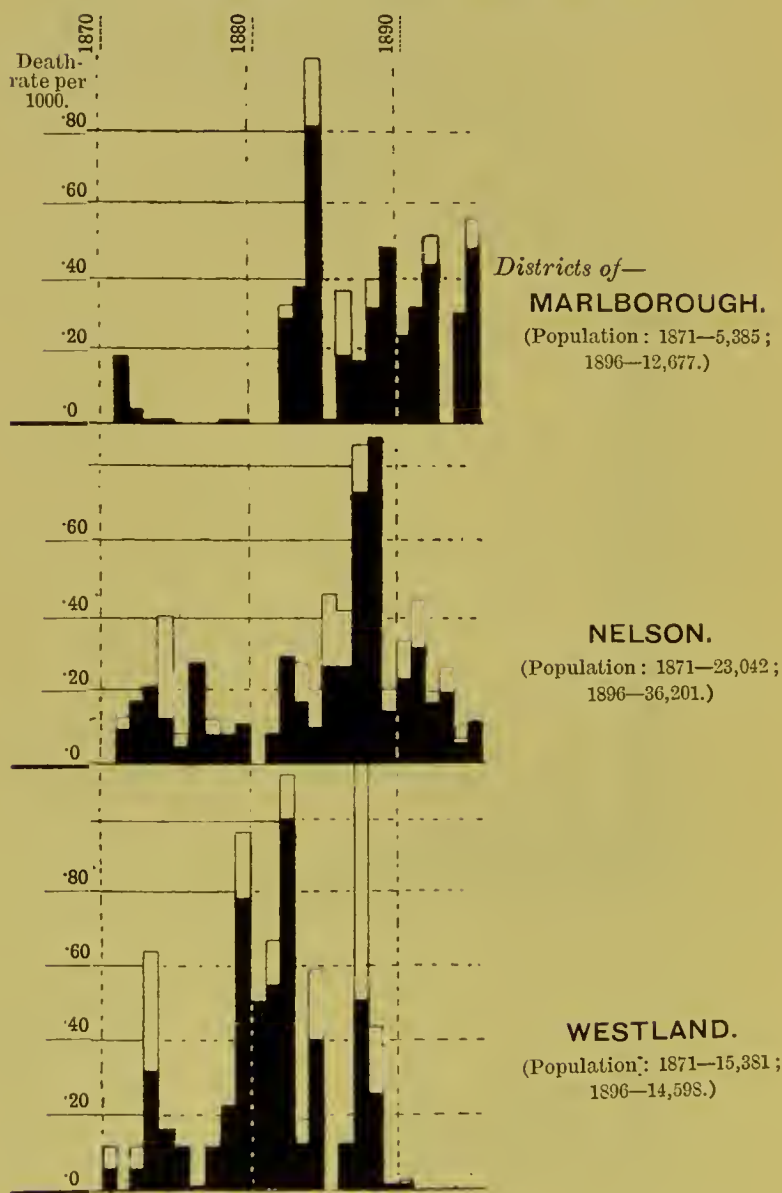 1870
1880
1890
Death-
rate per
1000.
·80
·60
·40
·20
·0
Districts of—
MARLBOROUGH.
(Population: 1871—5,385;
1896—12,677.)
·60
·40
·20
·0
NELSON.
(Population: 1871—23,042;
1896—36,201.)
·80
·60
·40
·20
·0
WESTLAND.
(Population: 1871—15,381;
1896—14,598.)